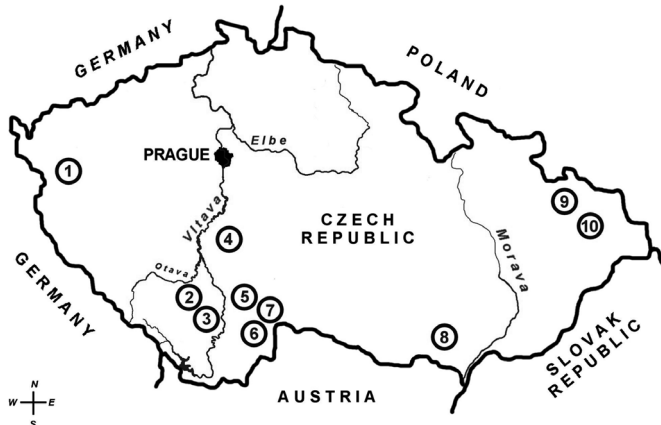 GERMANY
POLAND
Elbe
PRAGUE
1
9
10
Vltava
CZECH
REPUBLIC
4
Morava
Otava
GERMANY
2
3
5
7
6
8
SLOVAK
REPUBLIC
AUSTRIA
N
W E
S